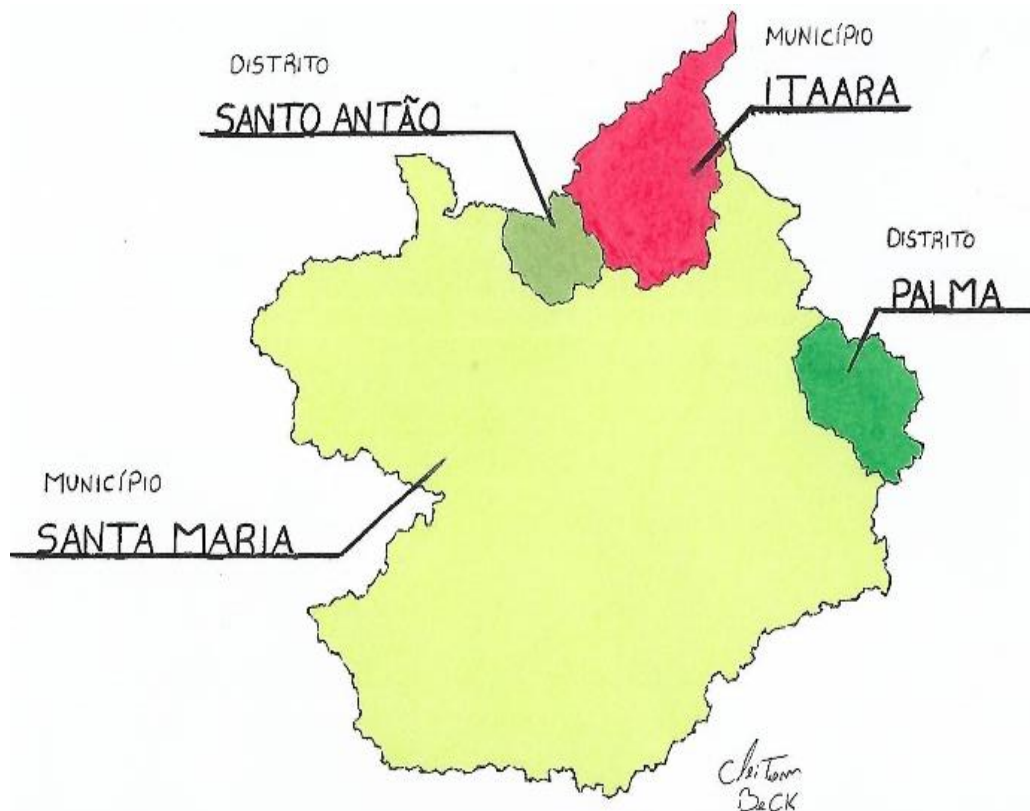 DISTRITO
SANTO ANTÃO
MUNICÍPIO
ITAARA
DISTRITO
PALMA
MUNICÍPIO
SANTA MARIA
Cleiton
BeCK